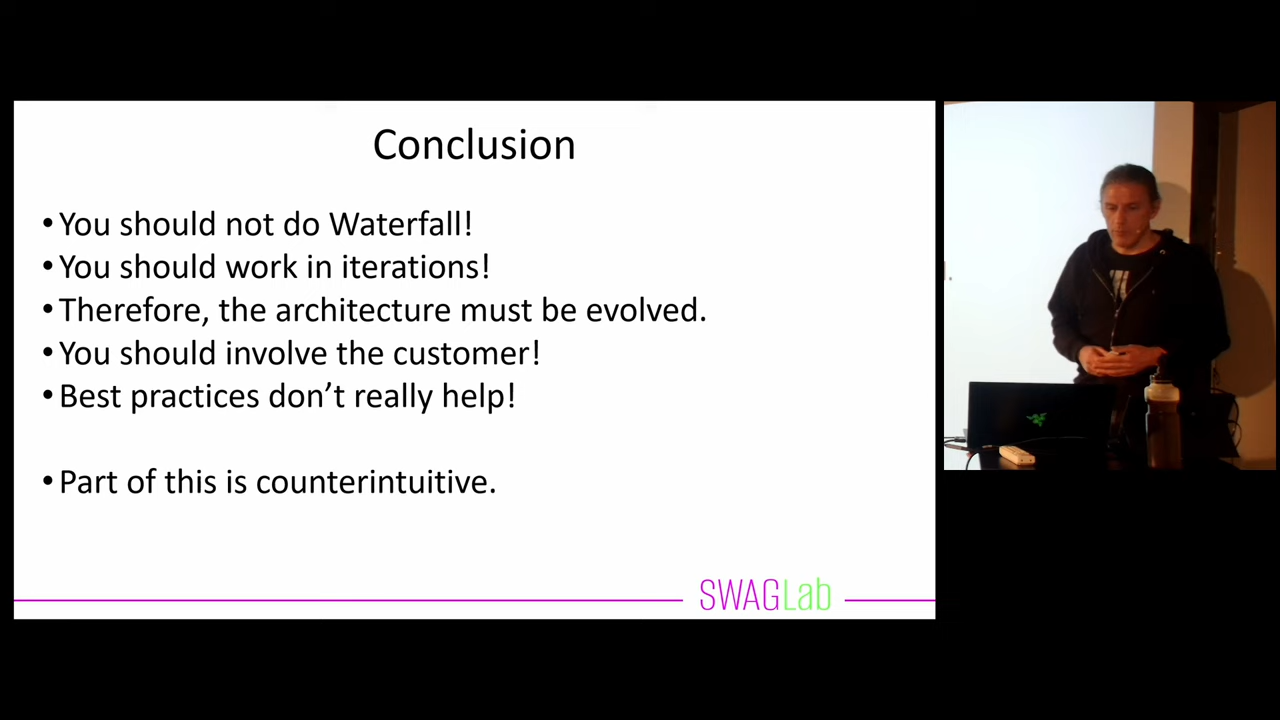 Conclusion
• You should not do Waterfall!
• You should work in iterations!
• Therefore, the architecture must be evolved.
• You should involve the customer!
• Best practices don’t really help!
• Part of this is counterintuitive.
SWAGLab